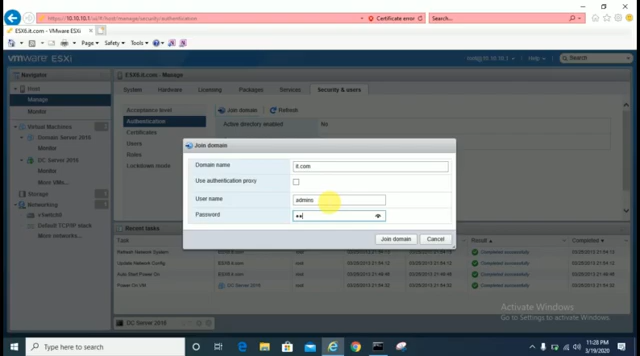 https://10.10.10.1/ui/#/host/manage/security/authentication
Certificate error
Search...
ESXi6.it.com - VMware ESXi
Page
Safety
Tools
vmware ESXi
Help
Search
Navigator
ESXi6.it.com - Manage
Host
Manage
Monitor
System
Hardware
Licensing
Packages
Services
Security & users
Acceptance level
Authentication
Certificates
Users
Roles
Lockdown mode
Join domain
Refresh
Active directory enabled
No
Virtual Machines
Domain Server 2016
Monitor
DC Server 2016
Monitor
More VMs...
Storage
Networking
vSwitch0
Default TCP/IP stack
More networks...
Join domain
Domain name
it.com
Use authentication proxy
User name
admins
Password
Join domain
Cancel
Recent tasks
Task
Result
Refresh Network System
Completed successfully
Update Network Config
Completed successfully
Auto Start Power On
DC Server 2016
Completed successfully
Power On VM
Completed successfully
DC Server 2016
Activate Windows
Go to Settings to activate Windows.
Type here to search
11:28 PM
3/19/2020